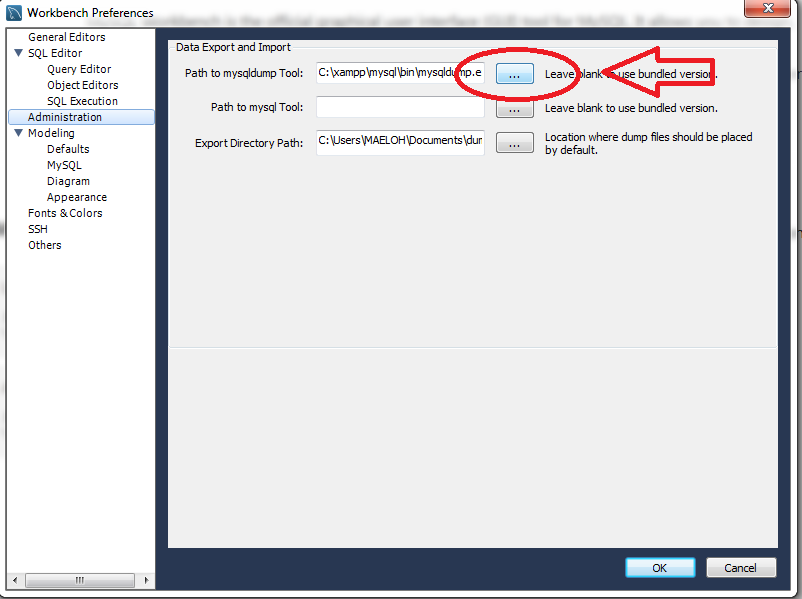 Workbench Preferences
General Editors
SQL Editor
Query Editor
Object Editors
SQL Execution
Administration
Modeling
Defaults
MySQL
Diagram
Appearance
Fonts & Colors
SSH
Others
Data Export and Import
Path to mysqldump Tool: C:\xampp\mysql\bin\mysqldump.e ... Leave blank to use bundled version.
Path to mysql Tool: ... Leave blank to use bundled version.
Export Directory Path: C:\Users\MAELOH\Documents\dur ... Location where dump files should be placed
by default.
OK Cancel